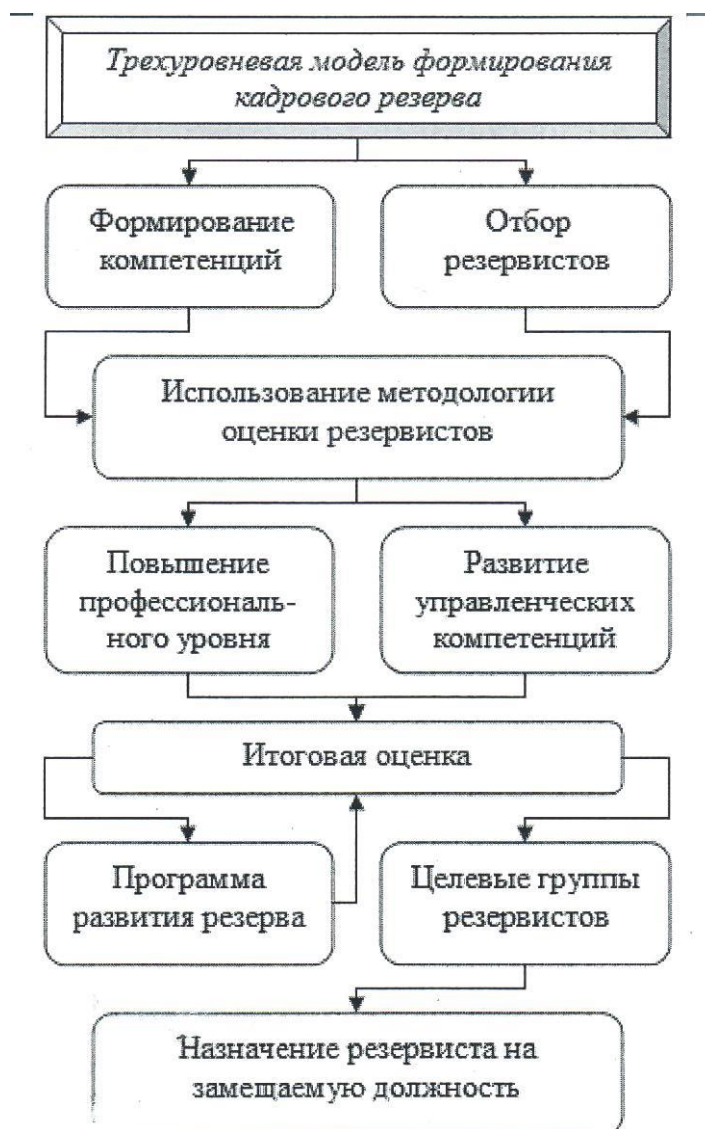 Трехуровневая модель формирования
кадрового резерва
Формирование
компетенций
Отбор
резервистов
Использование методологии
оценки резервистов
Повышение
профессиональ-
ного уровня
Развитие
управленческих
компетенций
Итоговая оценка
Программа
развития резерва
Целевые группы
резервистов
Назначение резервиста на
замещаемую должность